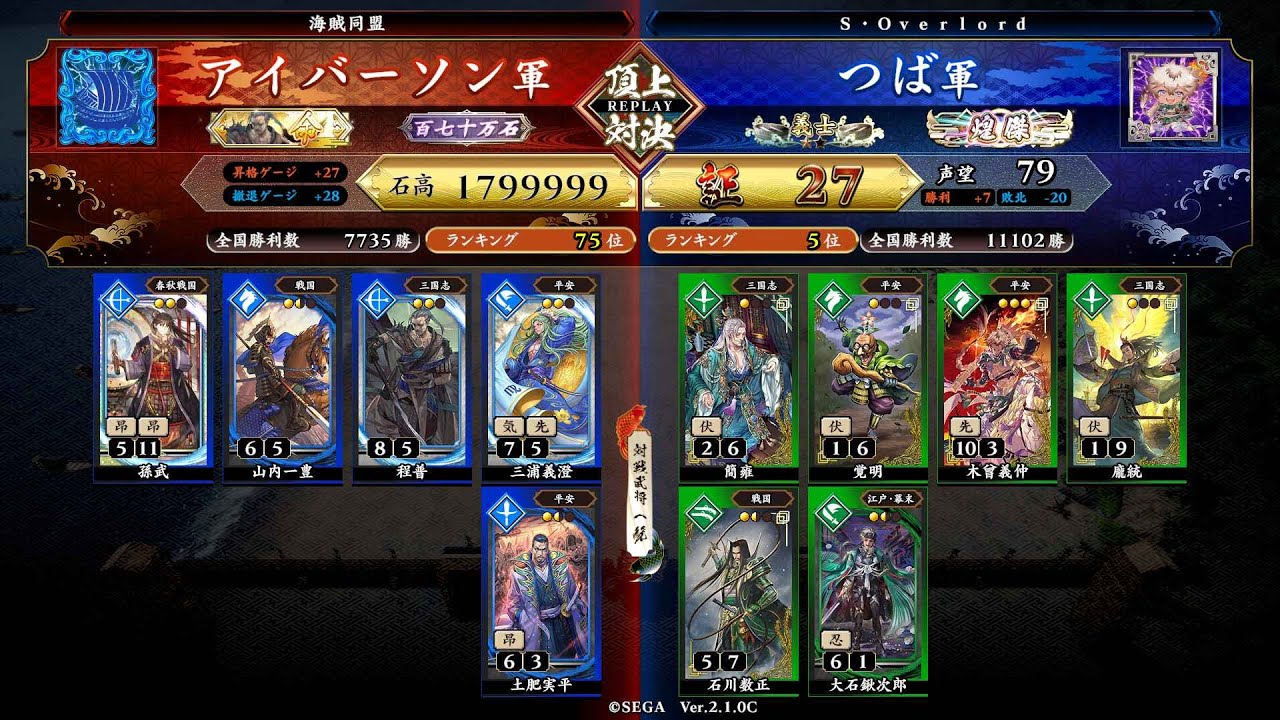 海賊同盟
S・Overlord
アイバーソン軍
頂上
REPLAY
対決
つば軍
命
百七十万石
義士
煌傑
昇格ゲージ +27
撤退ゲージ +28
石高 1799999
証 27
声望 79
勝利 +7 敗北 -20
全国勝利数 7735勝
ランキング 75位
ランキング 5位
全国勝利数 11102勝
春秋戦国
昂 昂
5 11
孫武
戦国
6 5
山内一豊
三国志
8 5
程普
平安
気 先
7 5
三浦義澄
平安
昂
6 3
土肥実平
対戦武将一覧
三国志
伏
2 6
簡雍
平安
伏
1 6
覚明
平安
先
10 3
木曾義仲
三国志
伏
1 9
龐統
戦国
5 7
石川数正
江戸・幕末
忍
6 1
大石鍬次郎
©SEGA Ver.2.1.0C